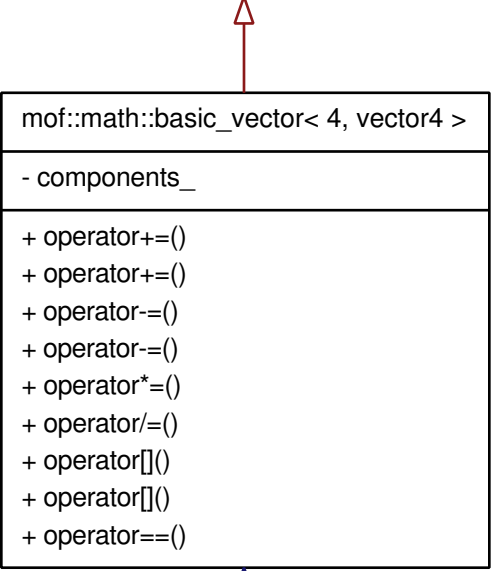 mof::math::basic_vector< 4, vector4 >
- components_
+ operator+=()
+ operator+=()
+ operator-=()
+ operator-=()
+ operator*=()
+ operator/=()
+ operator[]()
+ operator[]()
+ operator==()